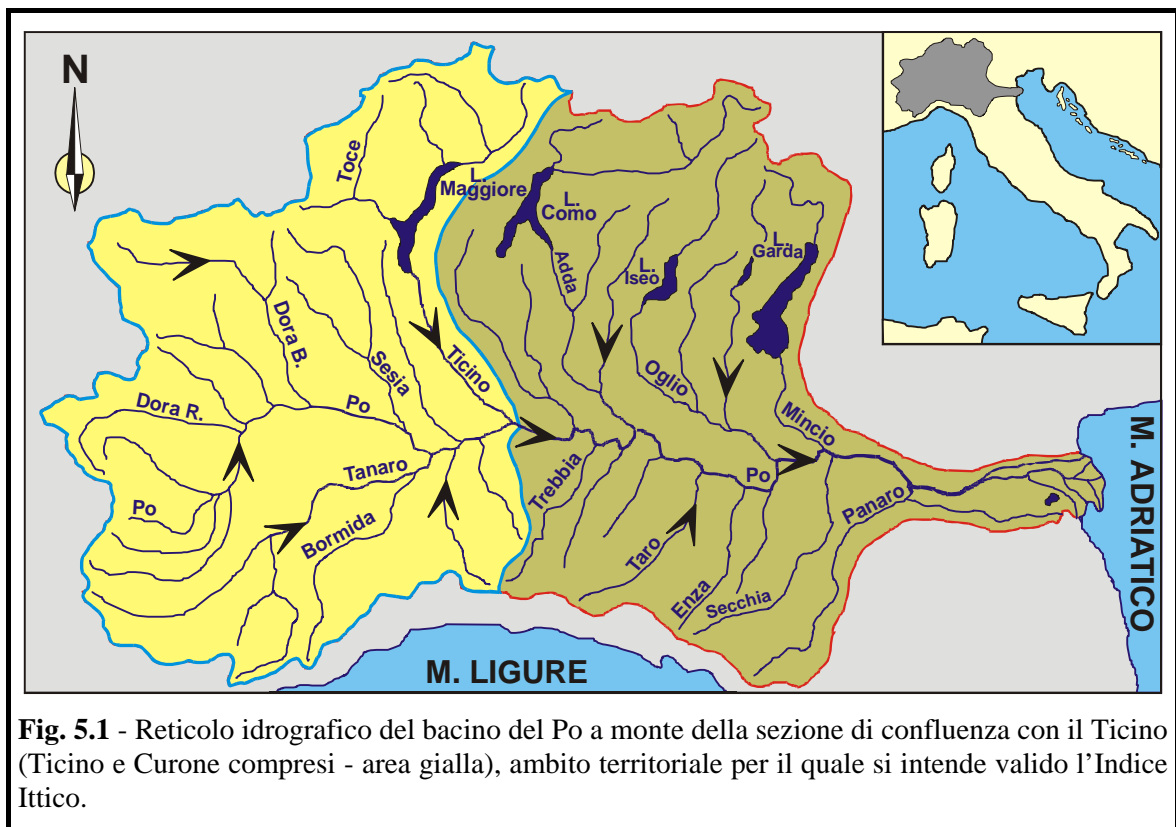 N
Toce
L.
Maggiore
L.
Como
Adda
L.
Iseo
L.
Garda
Dora B.
Sesia
Ticino
Oglio
Mincio
Dora R.
Po
Tanaro
Trebbia
Po
Panaro
Po
Bormida
Taro
Enza
Secchia
M. ADRIATICO
M. LIGURE
Fig. 5.1 - Reticolo idrografico del bacino del Po a monte della sezione di confluenza con il Ticino
(Ticino e Curone compresi - area gialla), ambito territoriale per il quale si intende valido l’Indice
Ittico.